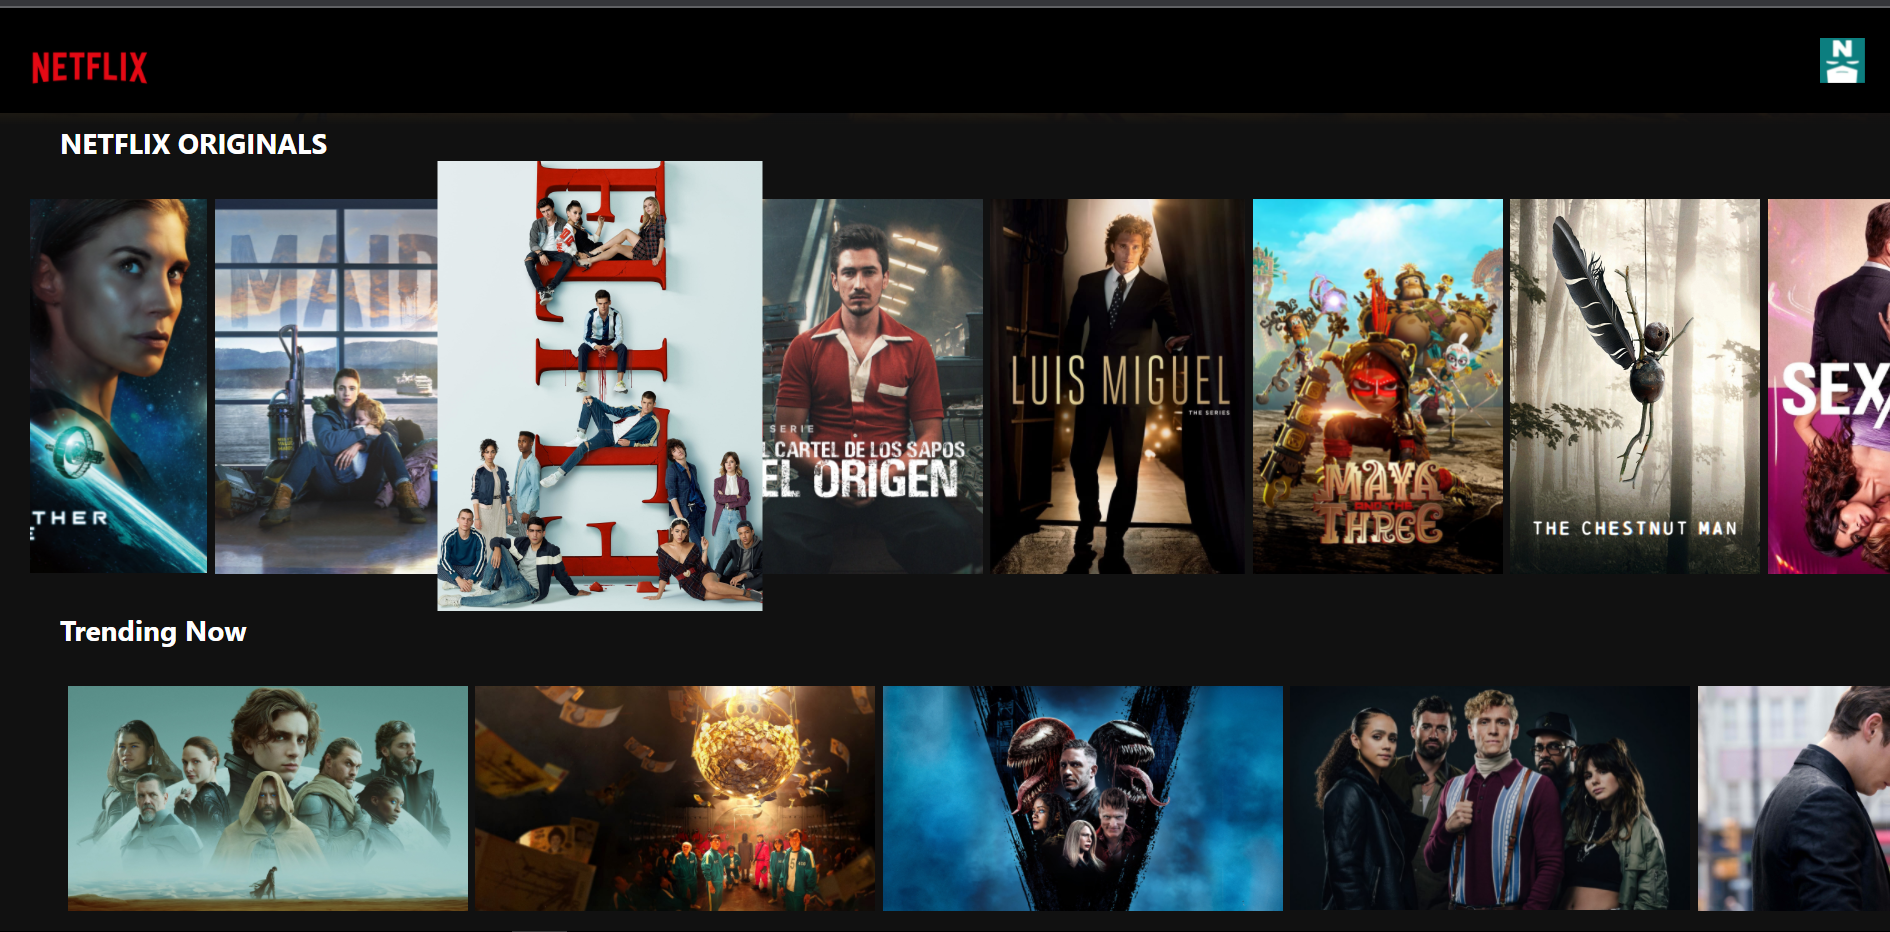 NETFLIX
N
NETFLIX ORIGINALS
THER
E
MAID
ELITE
SERIE
L CARTEL DE LOS SAPOS
EL ORIGEN
LUIS MIGUEL
THE SERIES
MAYA
AND THE
THREE
THE CHESTNUT MAN
SEX/
Trending Now